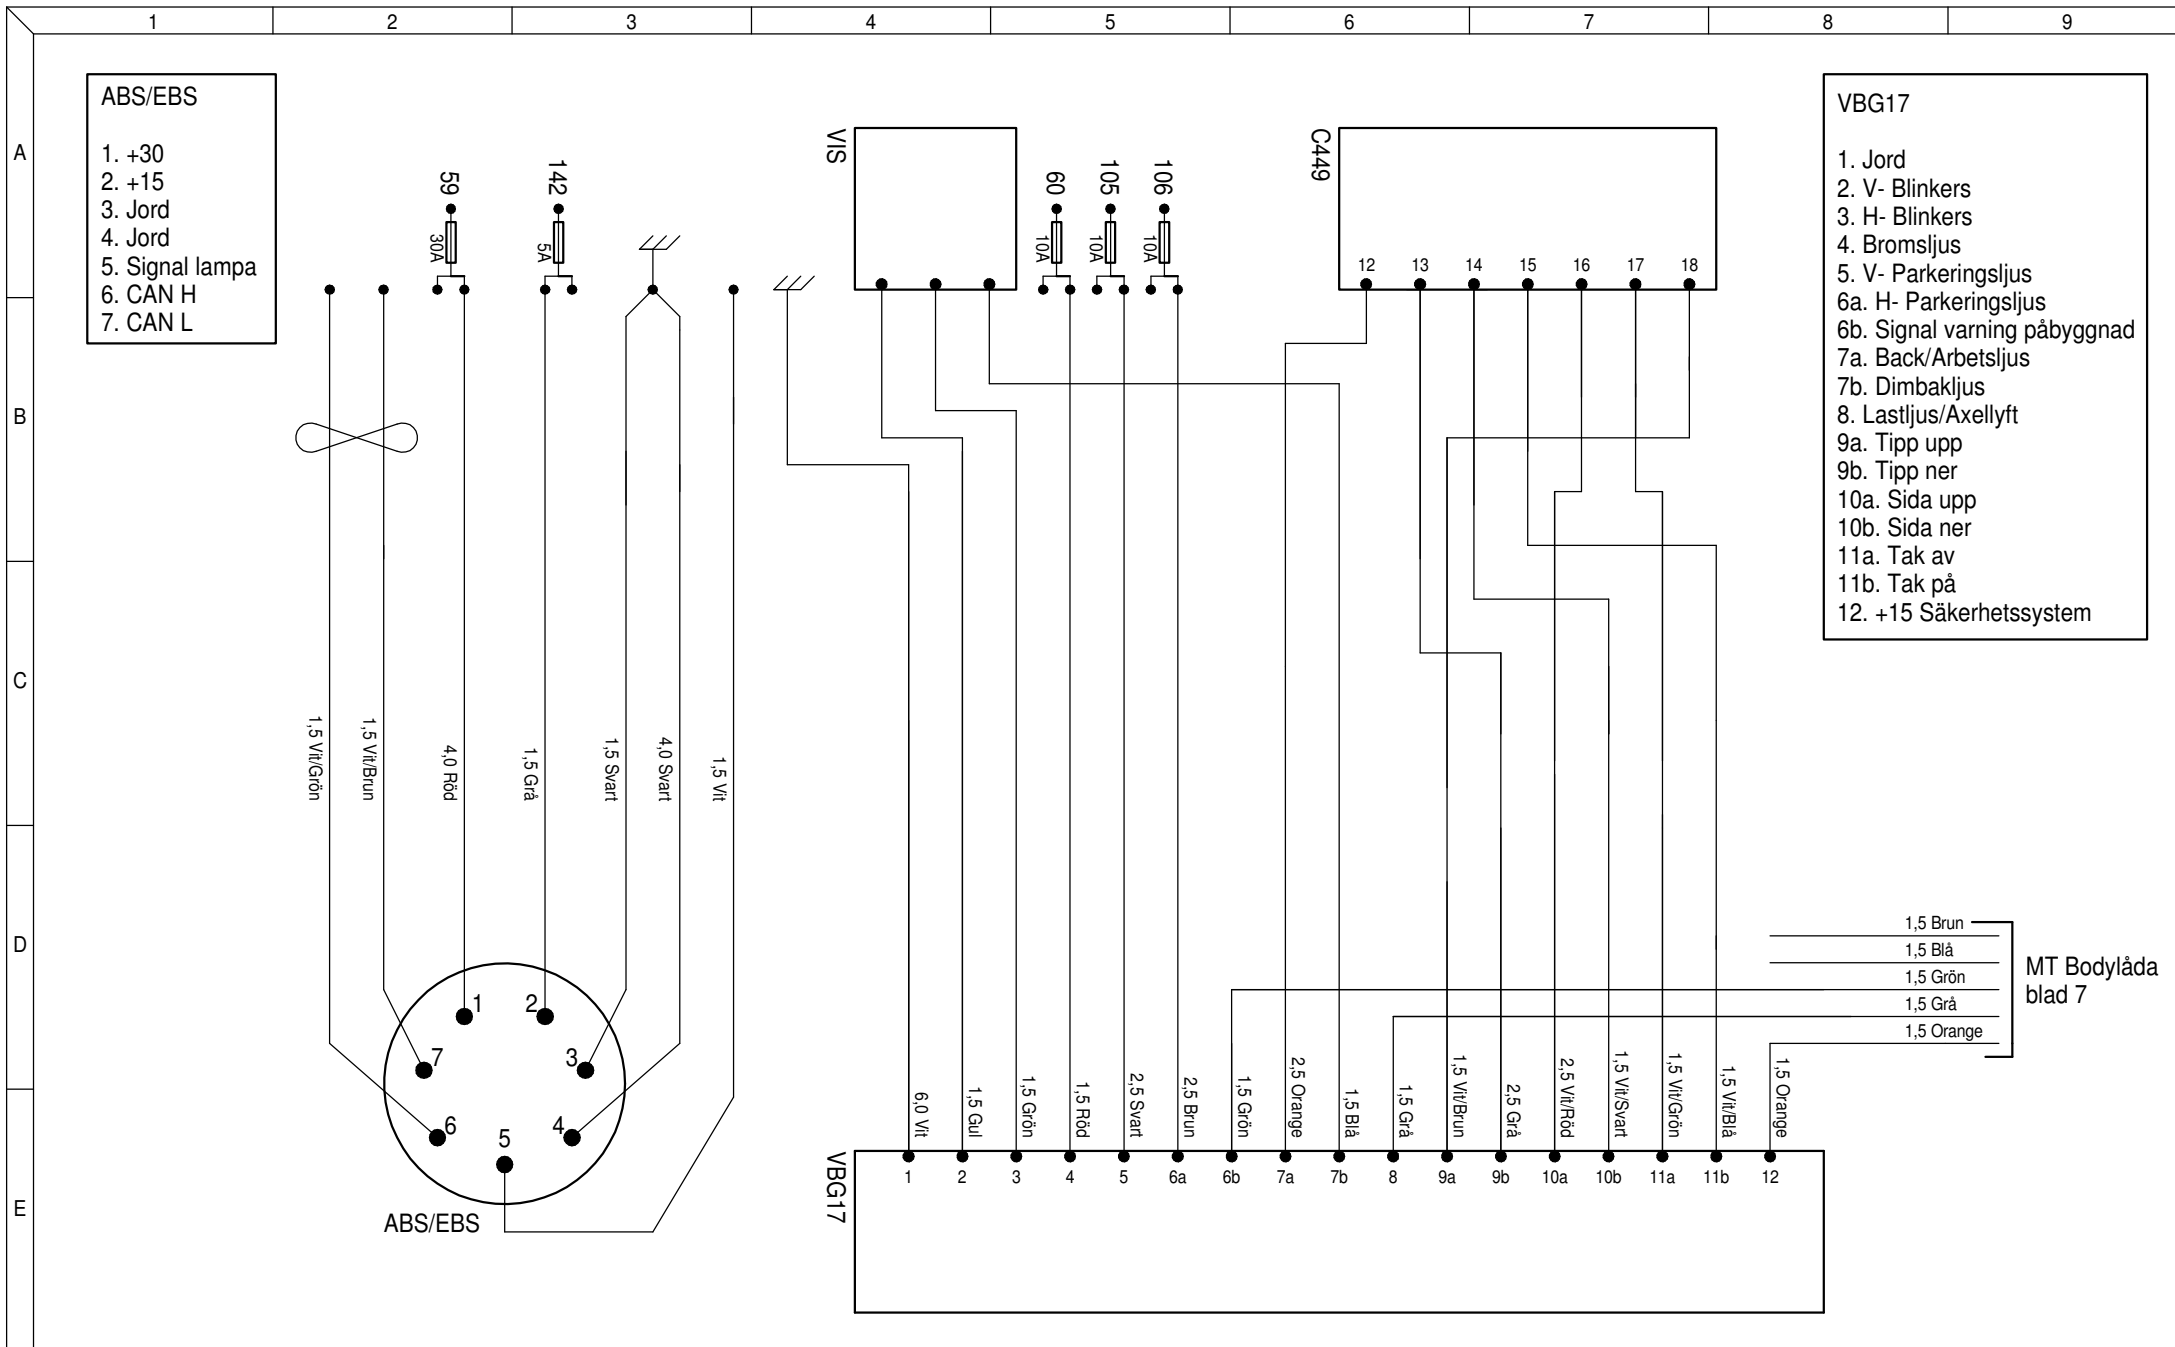 1 2 3 4 5 6 7 8 9
A
B
C
D
E
ABS/EBS
1. +30
2. +15
3. Jord
4. Jord
5. Signal lampa
6. CAN H
7. CAN L
59
30A
142
5A
VIS
60
10A
105
10A
106
10A
C449
12 13 14 15 16 17 18
VBG17
1. Jord
2. V- Blinkers
3. H- Blinkers
4. Bromsljus
5. V- Parkeringsljus
6a. H- Parkeringsljus
6b. Signal varning påbyggnad
7a. Back/Arbetsljus
7b. Dimbakljus
8. Lastljus/Axellyft
9a. Tipp upp
9b. Tipp ner
10a. Sida upp
10b. Sida ner
11a. Tak av
11b. Tak på
12. +15 Säkerhetssystem
1,5 Vit/Grön
1,5 Vit/Brun
4,0 Röd
1,5 Grå
1,5 Svart
4,0 Svart
1,5 Vit
1
2
7
3
6
4
5
ABS/EBS
1,5 Brun
1,5 Blå
1,5 Grön
1,5 Grå
1,5 Orange
MT Bodylåda
blad 7
6,0 Vit
1,5 Gul
1,5 Grön
1,5 Röd
2,5 Svart
2,5 Brun
1,5 Grön
2,5 Orange
1,5 Blå
1,5 Grå
1,5 Vit/Brun
2,5 Grå
2,5 Vit/Röd
1,5 Vit/Svart
1,5 Vit/Grön
1,5 Vit/Blå
1,5 Orange
VBG17
1 2 3 4 5 6a 6b 7a 7b 8 9a 9b 10a 10b 11a 11b 12